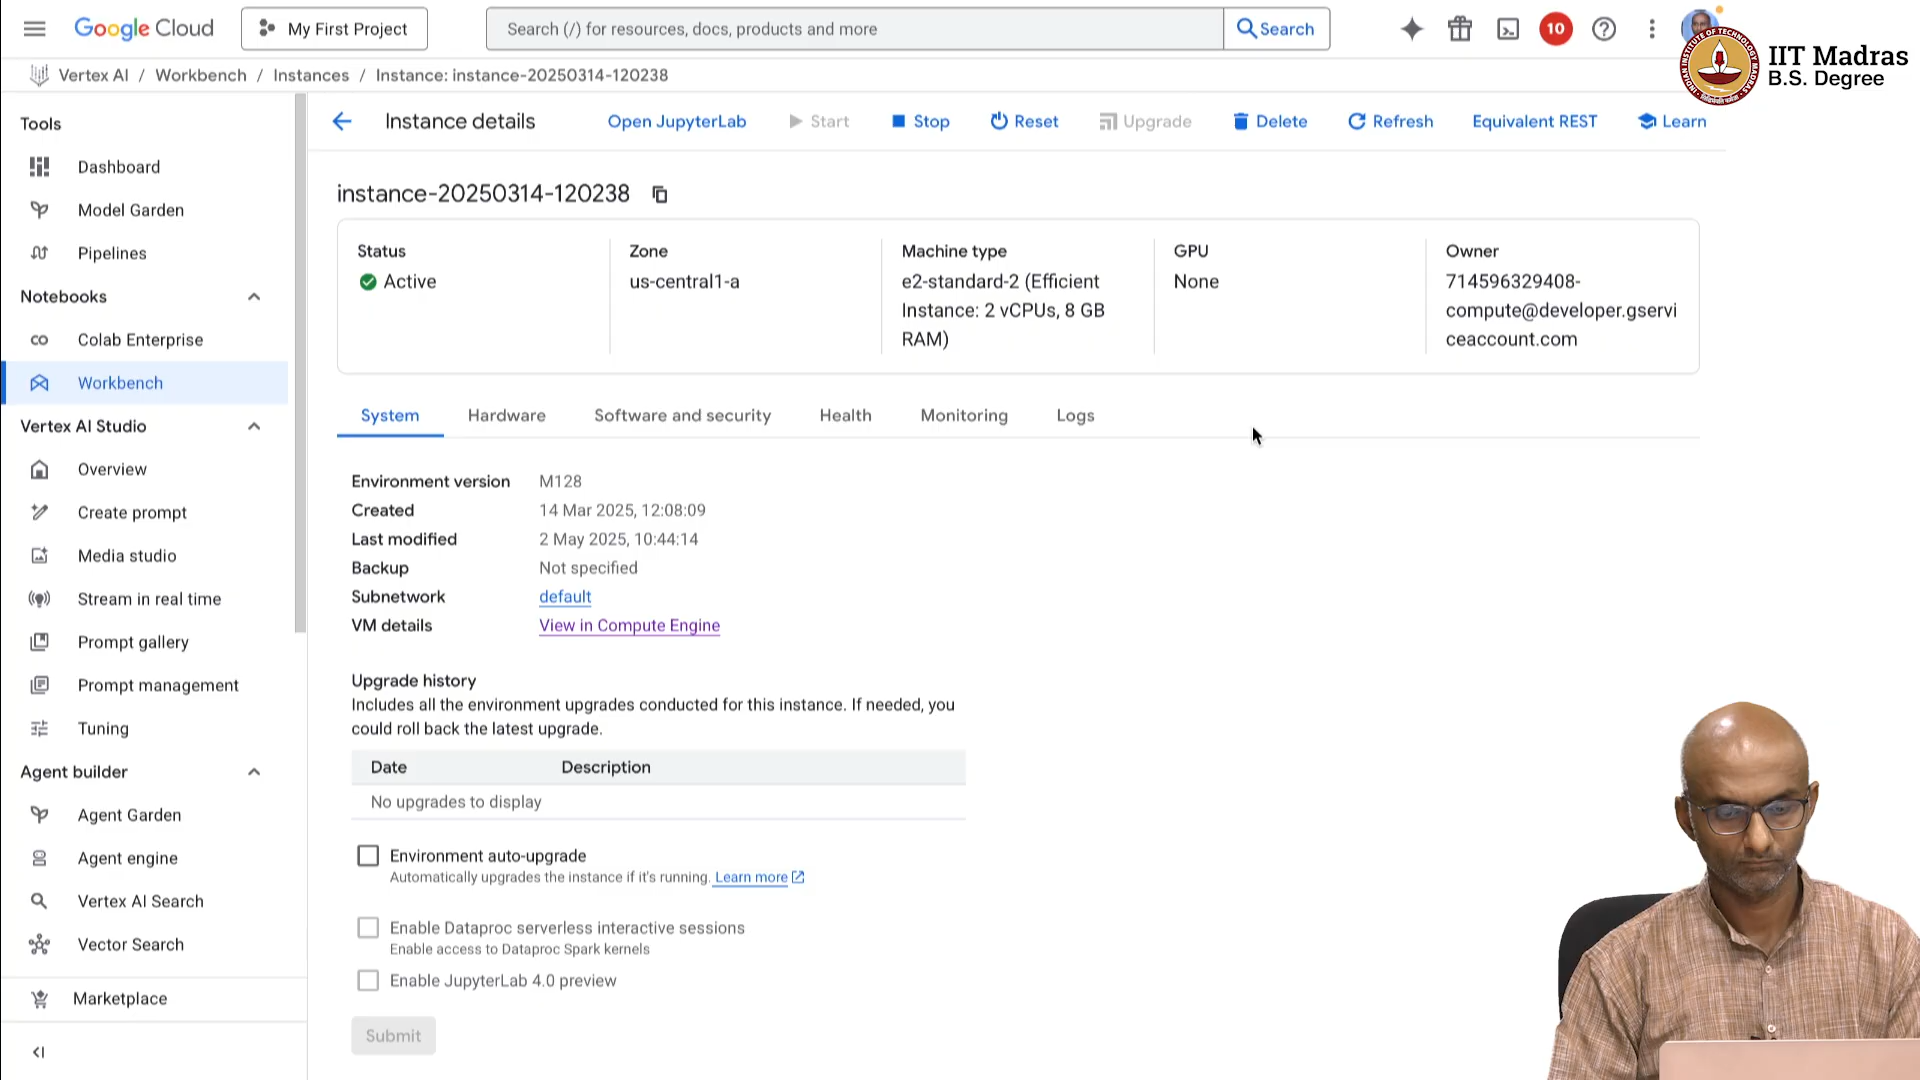 Google Cloud
My First Project
Search (/) for resources, docs, products and more
Search
10
IIT Madras
B.S. Degree
INDIAN INSTITUTE OF TECHNOLOGY MADRAS
Vertex AI / Workbench / Instances / Instance: instance-20250314-120238
Tools
Dashboard
Model Garden
Pipelines
Notebooks
Colab Enterprise
Workbench
Vertex AI Studio
Overview
Create prompt
Media studio
Stream in real time
Prompt gallery
Prompt management
Tuning
Agent builder
Agent Garden
Agent engine
Vertex AI Search
Vector Search
Marketplace
Instance details
Open JupyterLab
Start
Stop
Reset
Upgrade
Delete
Refresh
Equivalent REST
Learn
instance-20250314-120238
Status
Active
Zone
us-central1-a
Machine type
e2-standard-2 (Efficient
Instance: 2 vCPUs, 8 GB
RAM)
GPU
None
Owner
714596329408-
compute@developer.gservi
ceaccount.com
System
Hardware
Software and security
Health
Monitoring
Logs
Environment version M128
Created 14 Mar 2025, 12:08:09
Last modified 2 May 2025, 10:44:14
Backup Not specified
Subnetwork default
VM details View in Compute Engine
Upgrade history
Includes all the environment upgrades conducted for this instance. If needed, you
could roll back the latest upgrade.
Date Description
No upgrades to display
Environment auto-upgrade
Automatically upgrades the instance if it's running. Learn more
Enable Dataproc serverless interactive sessions
Enable access to Dataproc Spark kernels
Enable JupyterLab 4.0 preview
Submit